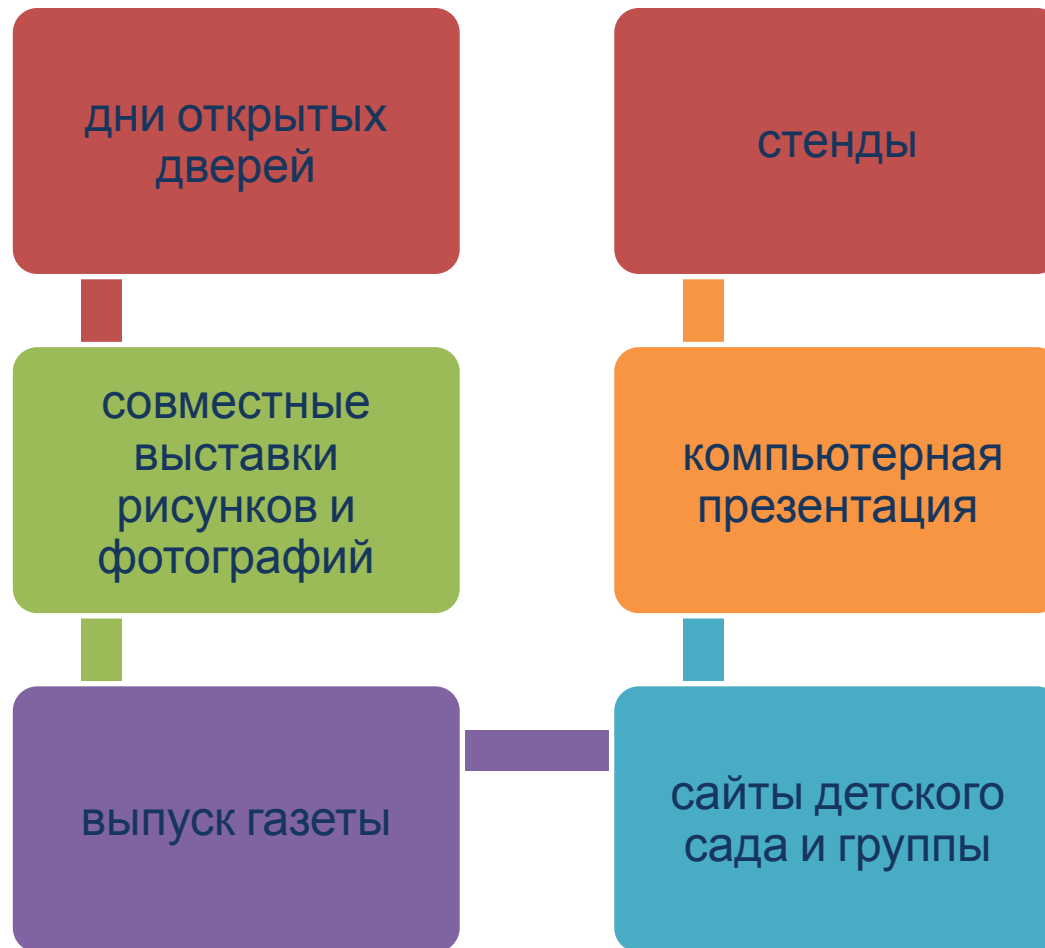 дни открытых
дверей
совместные
выставки
рисунков и
фотографий
выпуск газеты
сайты детского
сада и группы
компьютерная
презентация
стенды